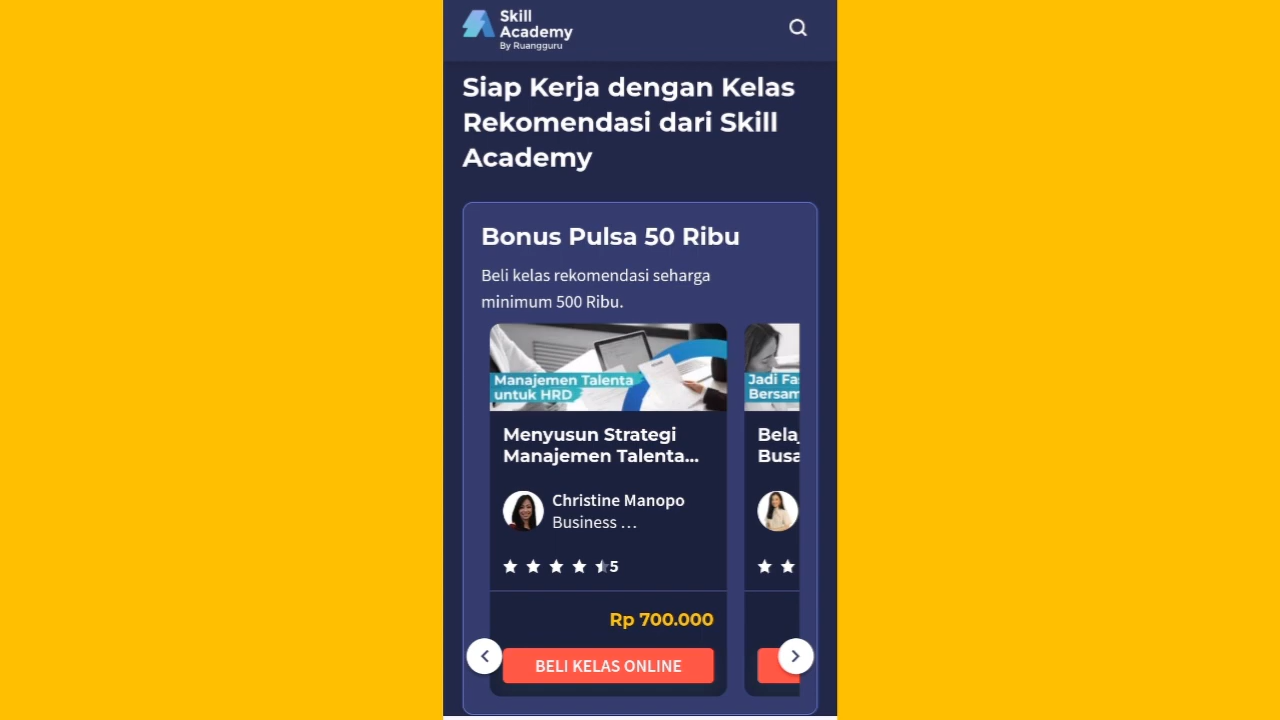 Skill
Academy
By Ruangguru
Siap Kerja dengan Kelas
Rekomendasi dari Skill
Academy
Bonus Pulsa 50 Ribu
Beli kelas rekomendasi seharga
minimum 500 Ribu.
Manajemen Talenta
untuk HRD
Menyusun Strategi
Manajemen Talenta...
Christine Manopo
Business ...
5
Rp 700.000
BELI KELAS ONLINE
Jadi